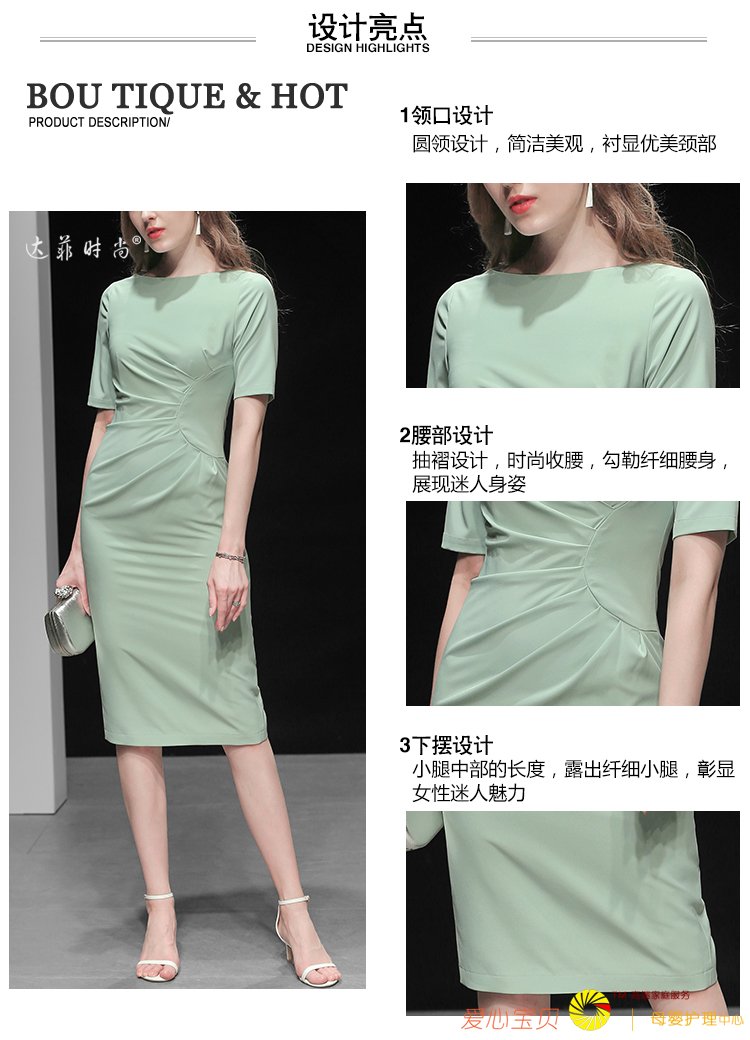 设计亮点
DESIGN HIGHLIGHTS
BOU TIQUE & HOT
PRODUCT DESCRIPTION/
达菲时尚®
1领口设计
圆领设计，简洁美观，衬显优美颈部
2腰部设计
抽褶设计，时尚收腰，勾勒纤细腰身，
展现迷人身姿
3下摆设计
小腿中部的长度，露出纤细小腿，彰显
女性迷人魅力
家庭服务
爱心宝贝
母婴护理中心